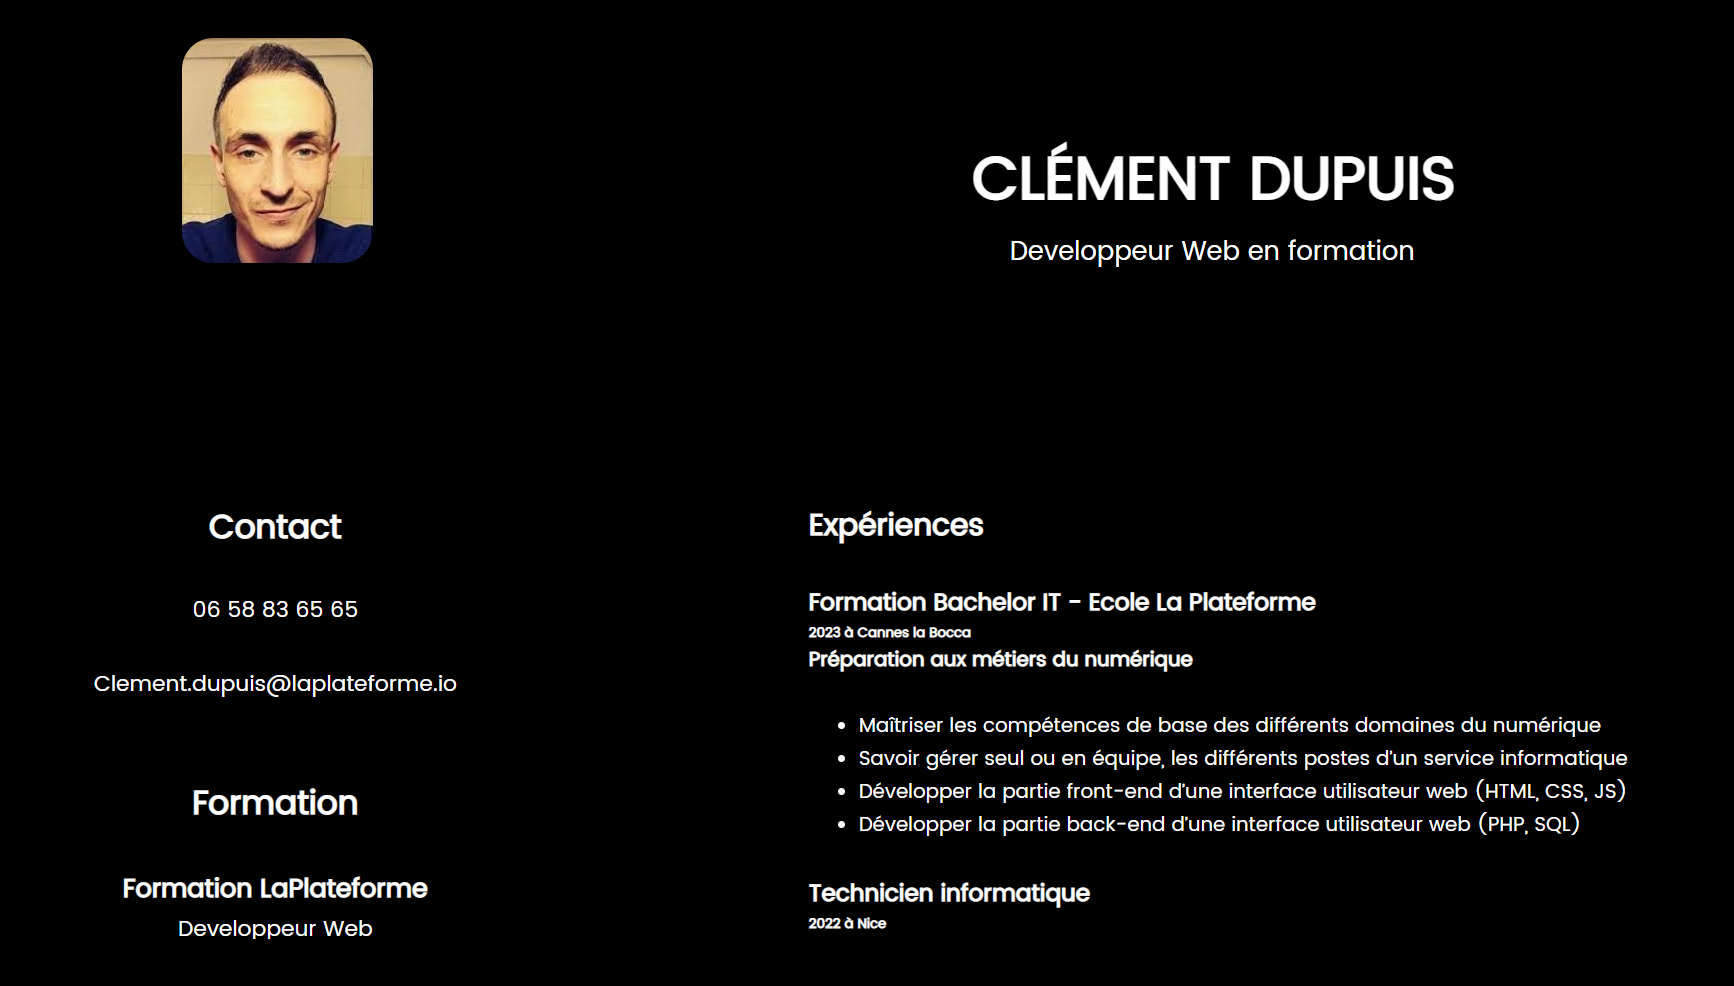 CLÉMENT DUPUIS
Developpeur Web en formation
Contact
06 58 83 65 65
Clement.dupuis@laplateforme.io
Formation
Formation LaPlateforme
Developpeur Web
Expériences
Formation Bachelor IT - Ecole La Plateforme
2023 à Cannes la Bocca
Préparation aux métiers du numérique
• Maîtriser les compétences de base des différents domaines du numérique
• Savoir gérer seul ou en équipe, les différents postes d'un service informatique
• Développer la partie front-end d'une interface utilisateur web (HTML, CSS, JS)
• Développer la partie back-end d'une interface utilisateur web (PHP, SQL)
Technicien informatique
2022 à Nice